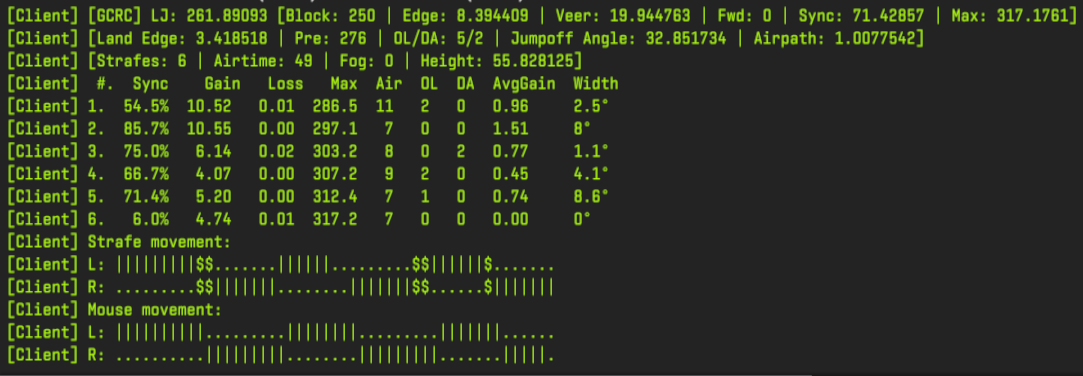 [Client] [GCRC] LJ: 261.89093 [Block: 250 | Edge: 8.394409 | Veer: 19.944763 | Fwd: 0 | Sync: 71.42857 | Max: 317.1761]
[Client] [Land Edge: 3.418518 | Pre: 276 | OL/DA: 5/2 | Jumpoff Angle: 32.851734 | Airpath: 1.0077542]
[Client] [Strafes: 6 | Airtime: 49 | Fog: 0 | Height: 55.828125]
[Client] #. Sync Gain Loss Max Air OL DA AvgGain Width
[Client] 1. 54.5% 10.52 0.01 286.5 11 2 0 0.96 2.5°
[Client] 2. 85.7% 10.55 0.00 297.1 7 0 0 1.51 8°
[Client] 3. 75.0% 6.14 0.02 303.2 8 0 2 0.77 1.1°
[Client] 4. 66.7% 4.07 0.00 307.2 9 2 0 0.45 4.1°
[Client] 5. 71.4% 5.20 0.00 312.4 7 1 0 0.74 8.6°
[Client] 6. 6.0% 4.74 0.01 317.2 7 0 0 0.00 0°
[Client] Strafe movement:
[Client] L: |||||||||$$.......||||||.........$$||||||$.......
[Client] R: .........$$|||||||........|||||||$$......$|||||||
[Client] Mouse movement:
[Client] L: ||||||||||.........||||||||.........|||||||......
[Client] R: ..........|||||||||........|||||||||.......|||||.